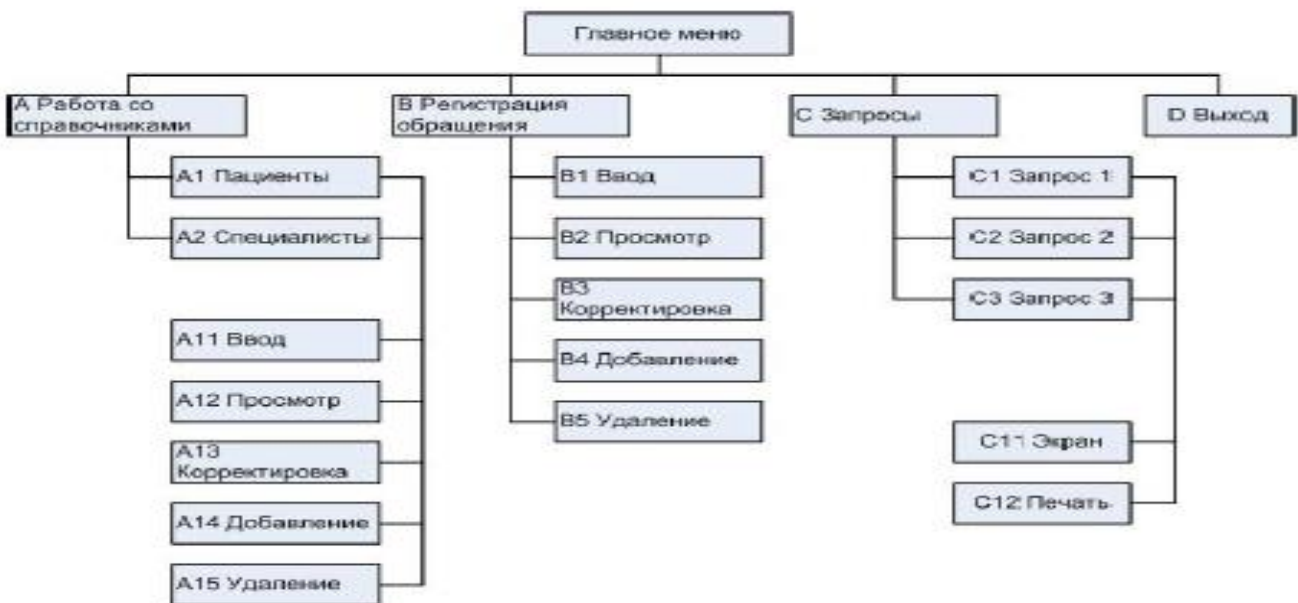 Главное меню
А Работа со
справочниками
В Регистрация
обращения
С Запросы
D Выход
А1 Пациенты
А2 Специалисты
А11 Ввод
А12 Просмотр
А13
Корректировка
А14 Добавление
А15 Удаление
В1 Ввод
В2 Просмотр
В3
Корректировка
В4 Добавление
В5 Удаление
С1 Запрос 1
С2 Запрос 2
С3 Запрос 3
С11 Экран
С12 Печать